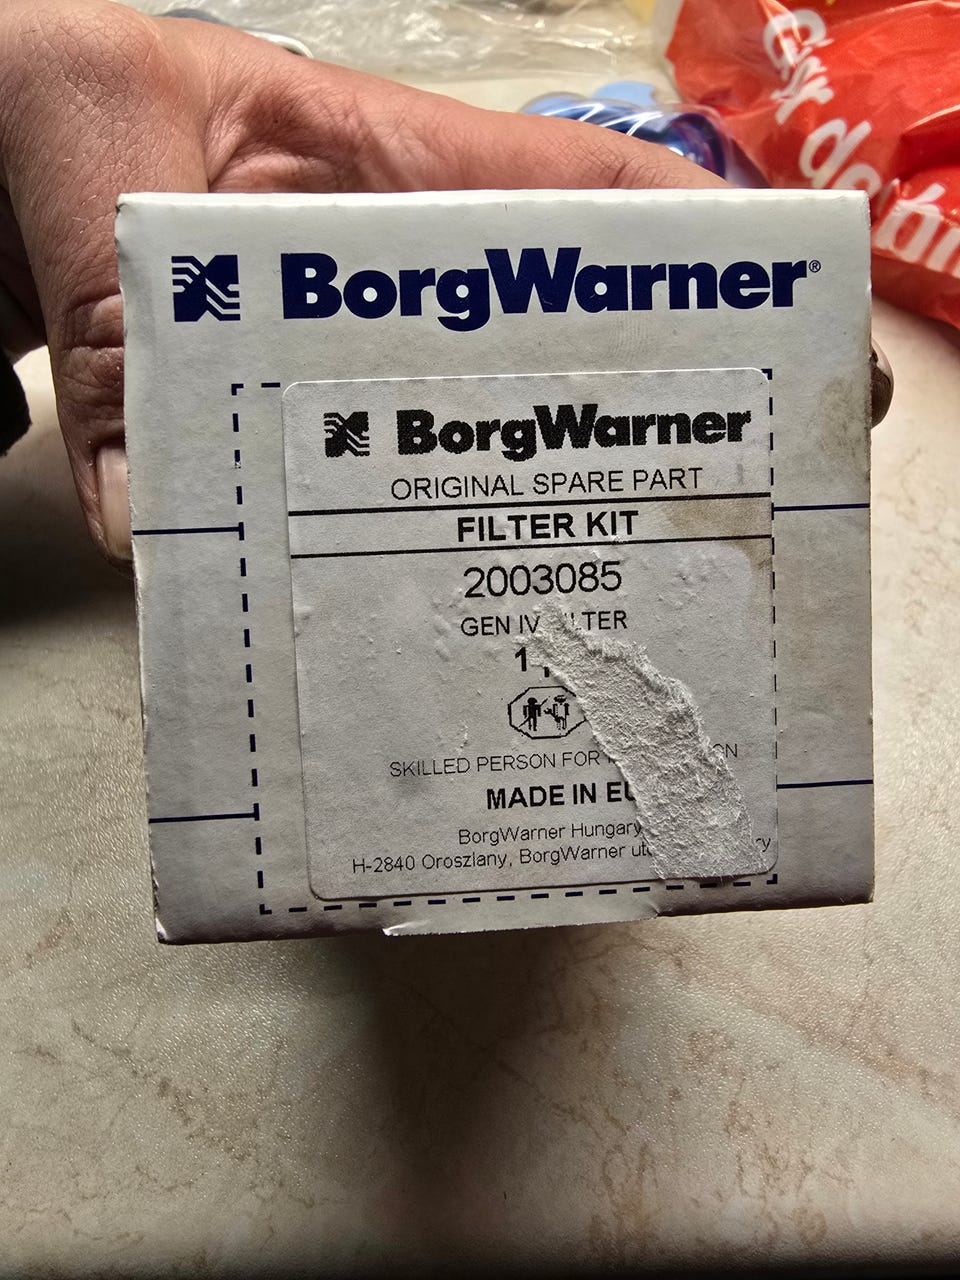 BorgWarner®
BorgWarner
ORIGINAL SPARE PART
FILTER KIT
2003085
GEN IV
1
SKILLED PERSON FOR
MADE IN EU
BorgWarner Hungary
H-2840 Oroszlany, BorgWarner